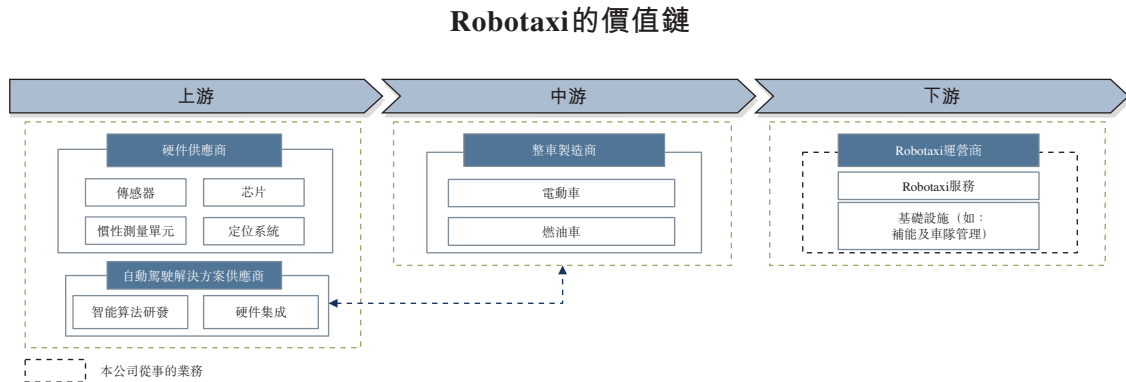 Robotaxi的價值鏈
上游
中游
下游
硬件供應商
傳感器
芯片
慣性測量單元
定位系統
自動駕駛解決方案供應商
智能算法研發
硬件集成
整車製造商
電動車
燃油車
Robotaxi運營商
Robotaxi服務
基礎設施（如：
補能及車隊管理）
本公司從事的業務